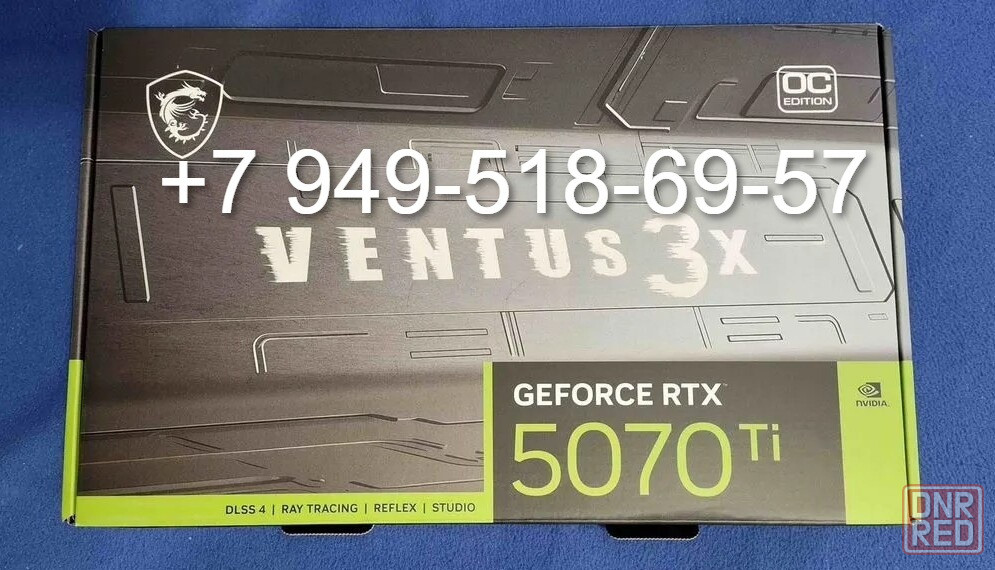 OC
EDITION
+7 949-518-69-57
VENTUS 3X
GEFORCE RTX™
5070 Ti
NVIDIA.
DLSS 4 | RAY TRACING | REFLEX | STUDIO
DNR
RED